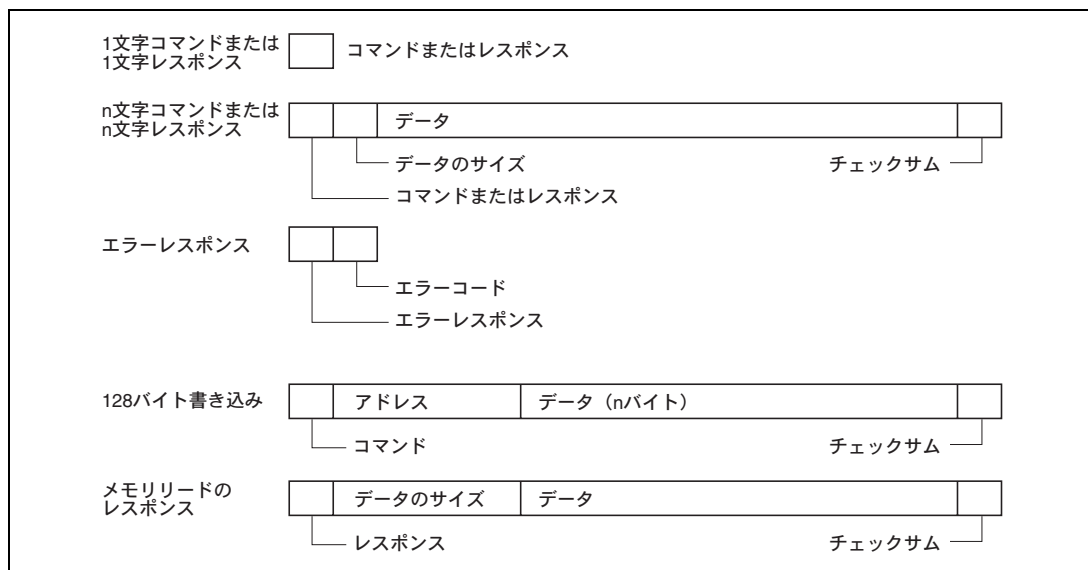 1文字コマンドまたは
1文字レスポンス
コマンドまたはレスポンス
n文字コマンドまたは
n文字レスポンス
データ
データのサイズ
チェックサム
コマンドまたはレスポンス
エラーレスポンス
エラーコード
エラーレスポンス
128バイト書き込み
アドレス
データ（nバイト）
コマンド
チェックサム
メモリリードの
レスポンス
データのサイズ
データ
レスポンス
チェックサム